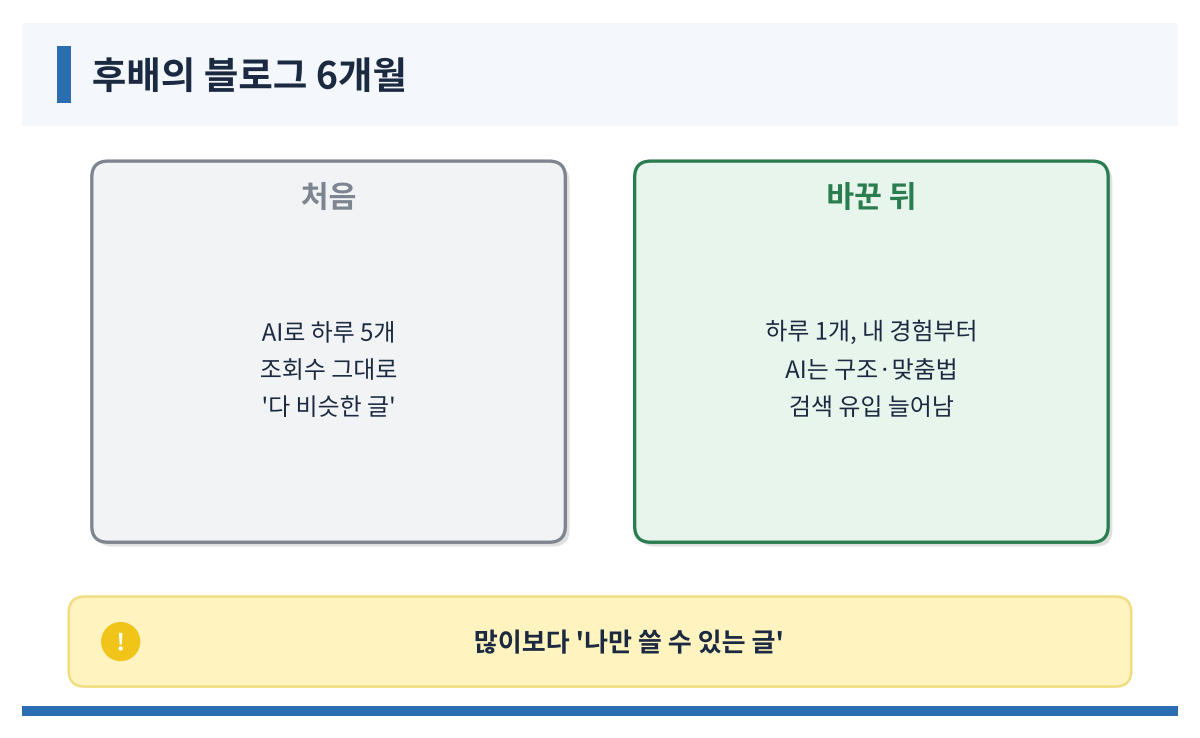 후배의 블로그 6개월
처음
AI로 하루 5개
조회수 그대로
'다 비슷한 글'
바꾼 뒤
하루 1개, 내 경험부터
AI는 구조·맞춤법
검색 유입 늘어남
!
많이보다 '나만 쓸 수 있는 글'